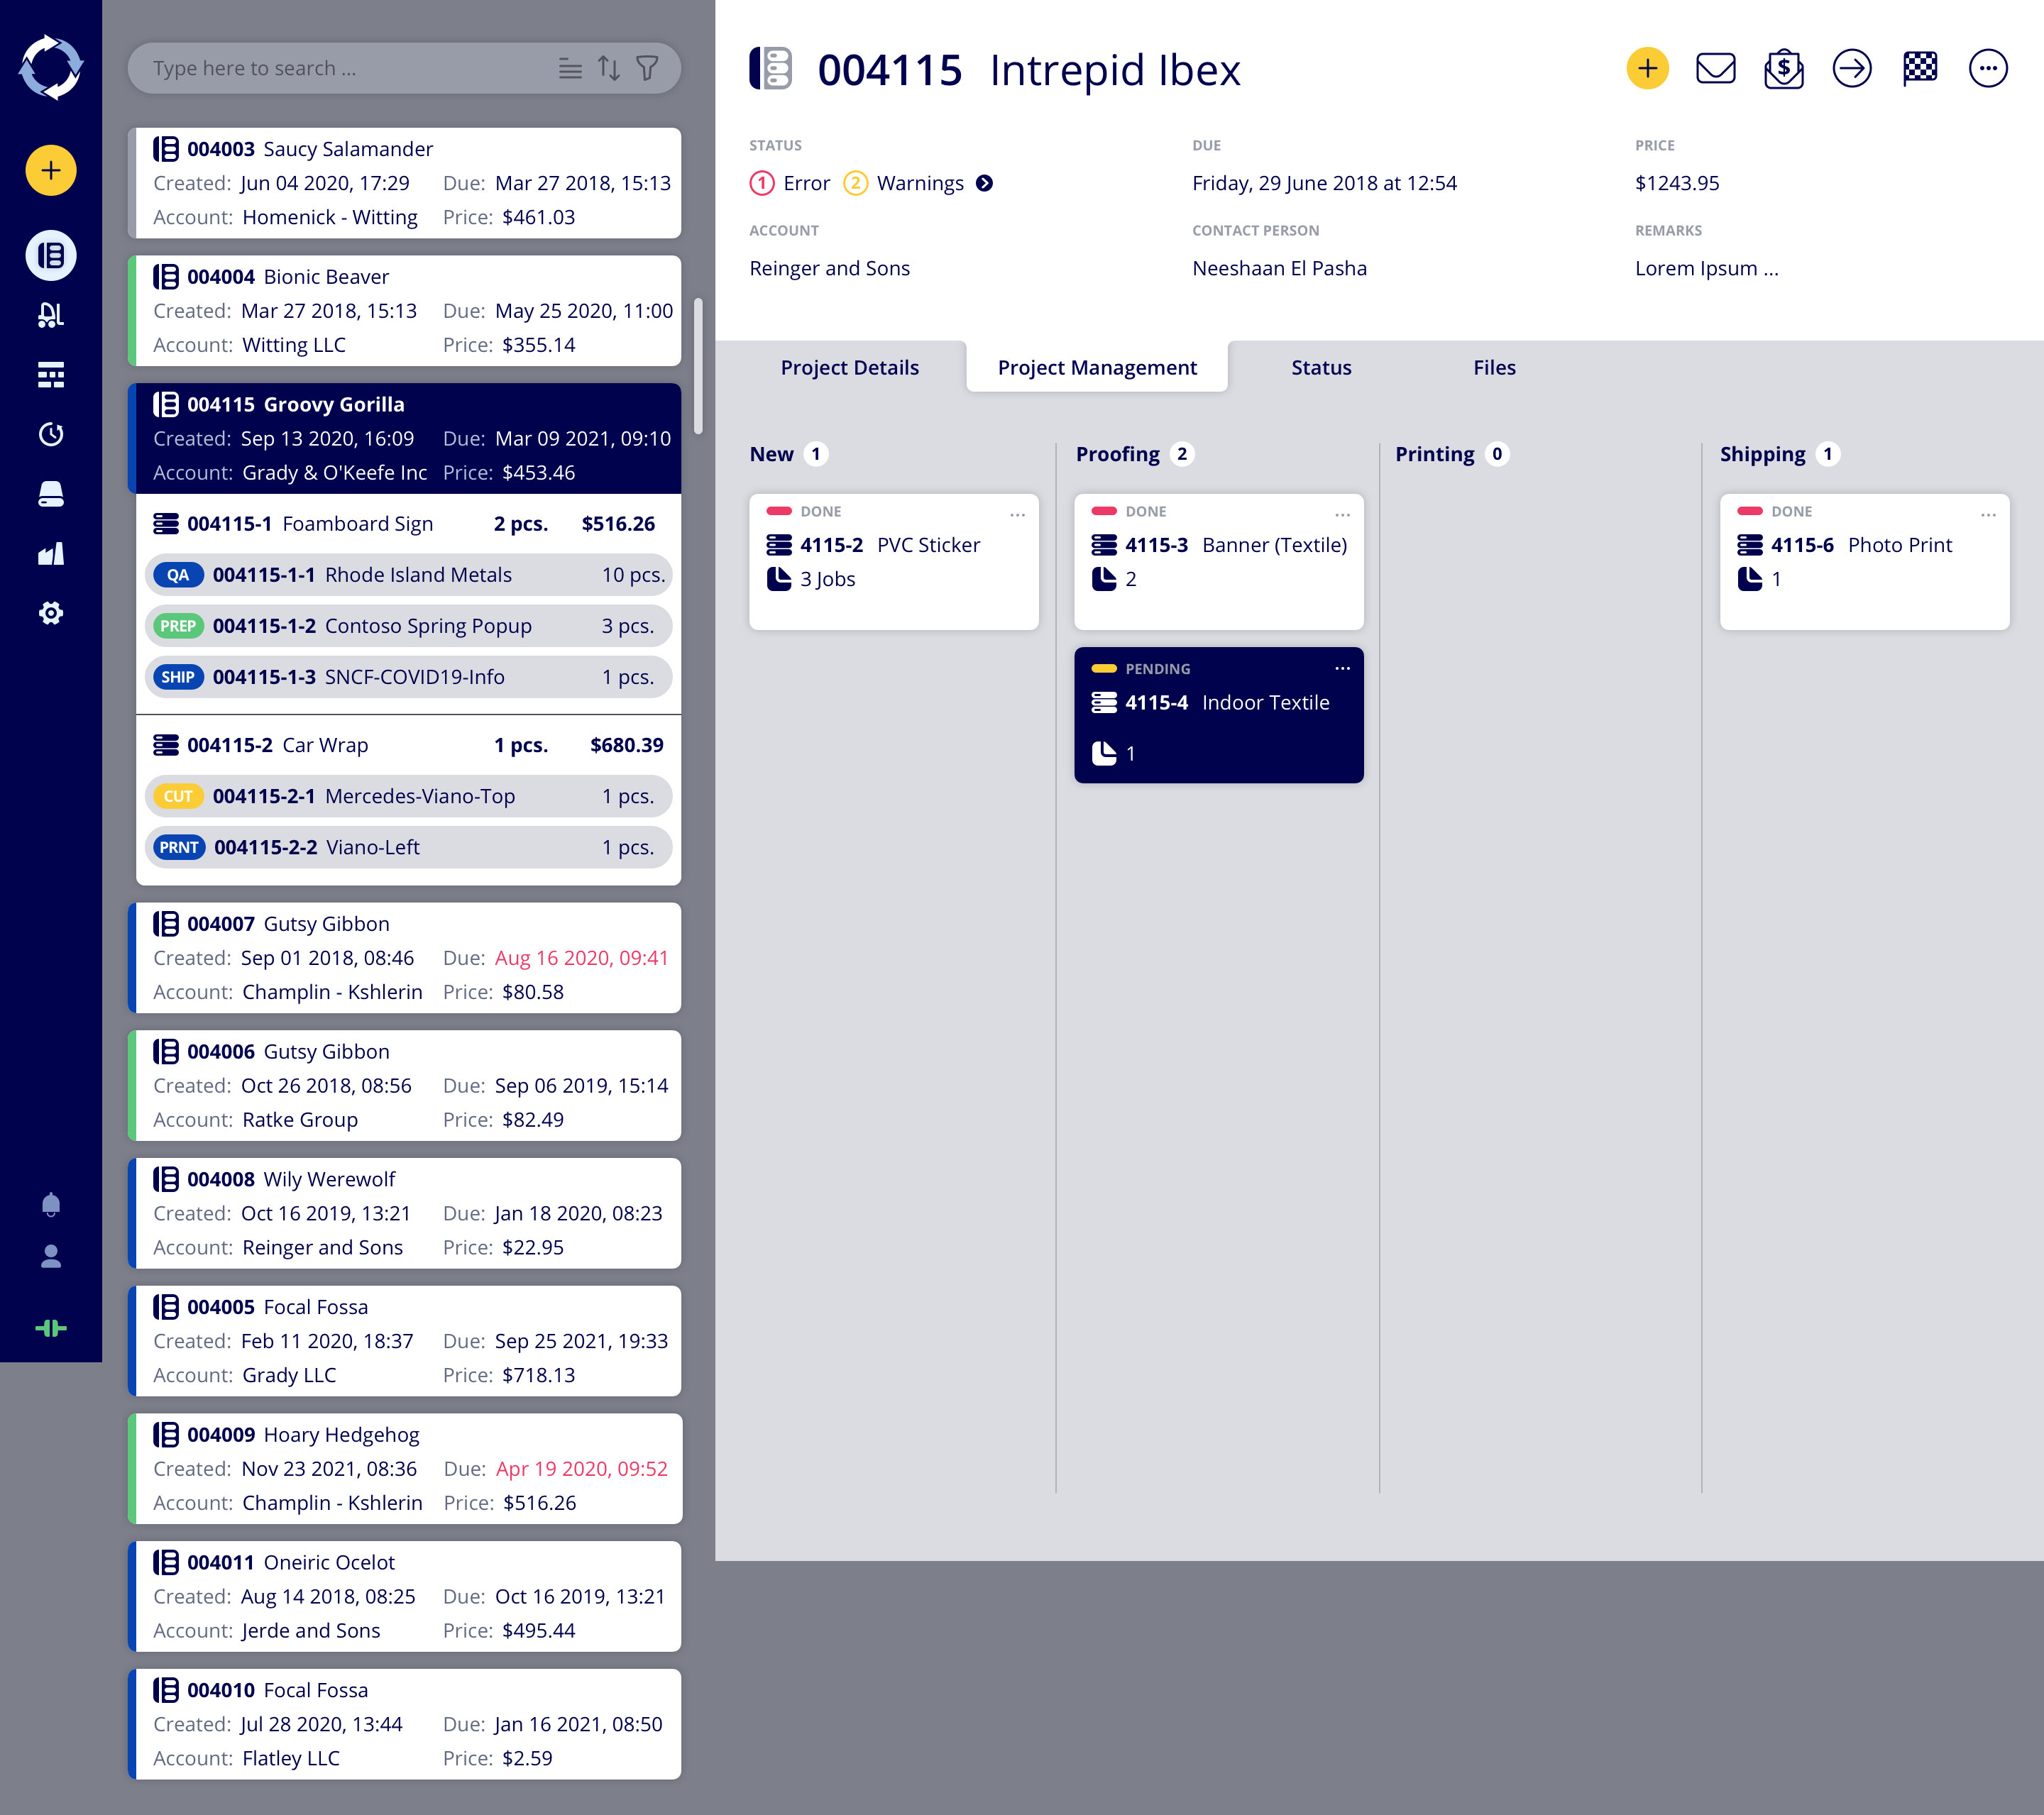 Type here to search ...
004003 Saucy Salamander
Created: Jun 04 2020, 17:29 Due: Mar 27 2018, 15:13
Account: Homenick - Witting Price: $461.03
004004 Bionic Beaver
Created: Mar 27 2018, 15:13 Due: May 25 2020, 11:00
Account: Witting LLC Price: $355.14
004115 Groovy Gorilla
Created: Sep 13 2020, 16:09 Due: Mar 09 2021, 09:10
Account: Grady & O'Keefe Inc Price: $453.46
004115-1 Foamboard Sign 2 pcs. $516.26
QA 004115-1-1 Rhode Island Metals 10 pcs.
PREP 004115-1-2 Contoso Spring Popup 3 pcs.
SHIP 004115-1-3 SNCF-COVID19-Info 1 pcs.
004115-2 Car Wrap 1 pcs. $680.39
CUT 004115-2-1 Mercedes-Viano-Top 1 pcs.
PRNT 004115-2-2 Viano-Left 1 pcs.
004007 Gutsy Gibbon
Created: Sep 01 2018, 08:46 Due: Aug 16 2020, 09:41
Account: Champlin - Kshlerin Price: $80.58
004006 Gutsy Gibbon
Created: Oct 26 2018, 08:56 Due: Sep 06 2019, 15:14
Account: Ratke Group Price: $82.49
004008 Wily Werewolf
Created: Oct 16 2019, 13:21 Due: Jan 18 2020, 08:23
Account: Reinger and Sons Price: $22.95
004005 Focal Fossa
Created: Feb 11 2020, 18:37 Due: Sep 25 2021, 19:33
Account: Grady LLC Price: $718.13
004009 Hoary Hedgehog
Created: Nov 23 2021, 08:36 Due: Apr 19 2020, 09:52
Account: Champlin - Kshlerin Price: $516.26
004011 Oneiric Ocelot
Created: Aug 14 2018, 08:25 Due: Oct 16 2019, 13:21
Account: Jerde and Sons Price: $495.44
004010 Focal Fossa
Created: Jul 28 2020, 13:44 Due: Jan 16 2021, 08:50
Account: Flatley LLC Price: $2.59
004115 Intrepid Ibex
$
STATUS DUE PRICE
1 Error 2 Warnings Friday, 29 June 2018 at 12:54 $1243.95
ACCOUNT CONTACT PERSON REMARKS
Reinger and Sons Neeshaan El Pasha Lorem Ipsum ...
Project Details Project Management Status Files
New 1
DONE ...
4115-2 PVC Sticker
3 Jobs
Proofing 2
DONE ...
4115-3 Banner (Textile)
2
PENDING ...
4115-4 Indoor Textile
1
Printing 0
Shipping 1
DONE ...
4115-6 Photo Print
1